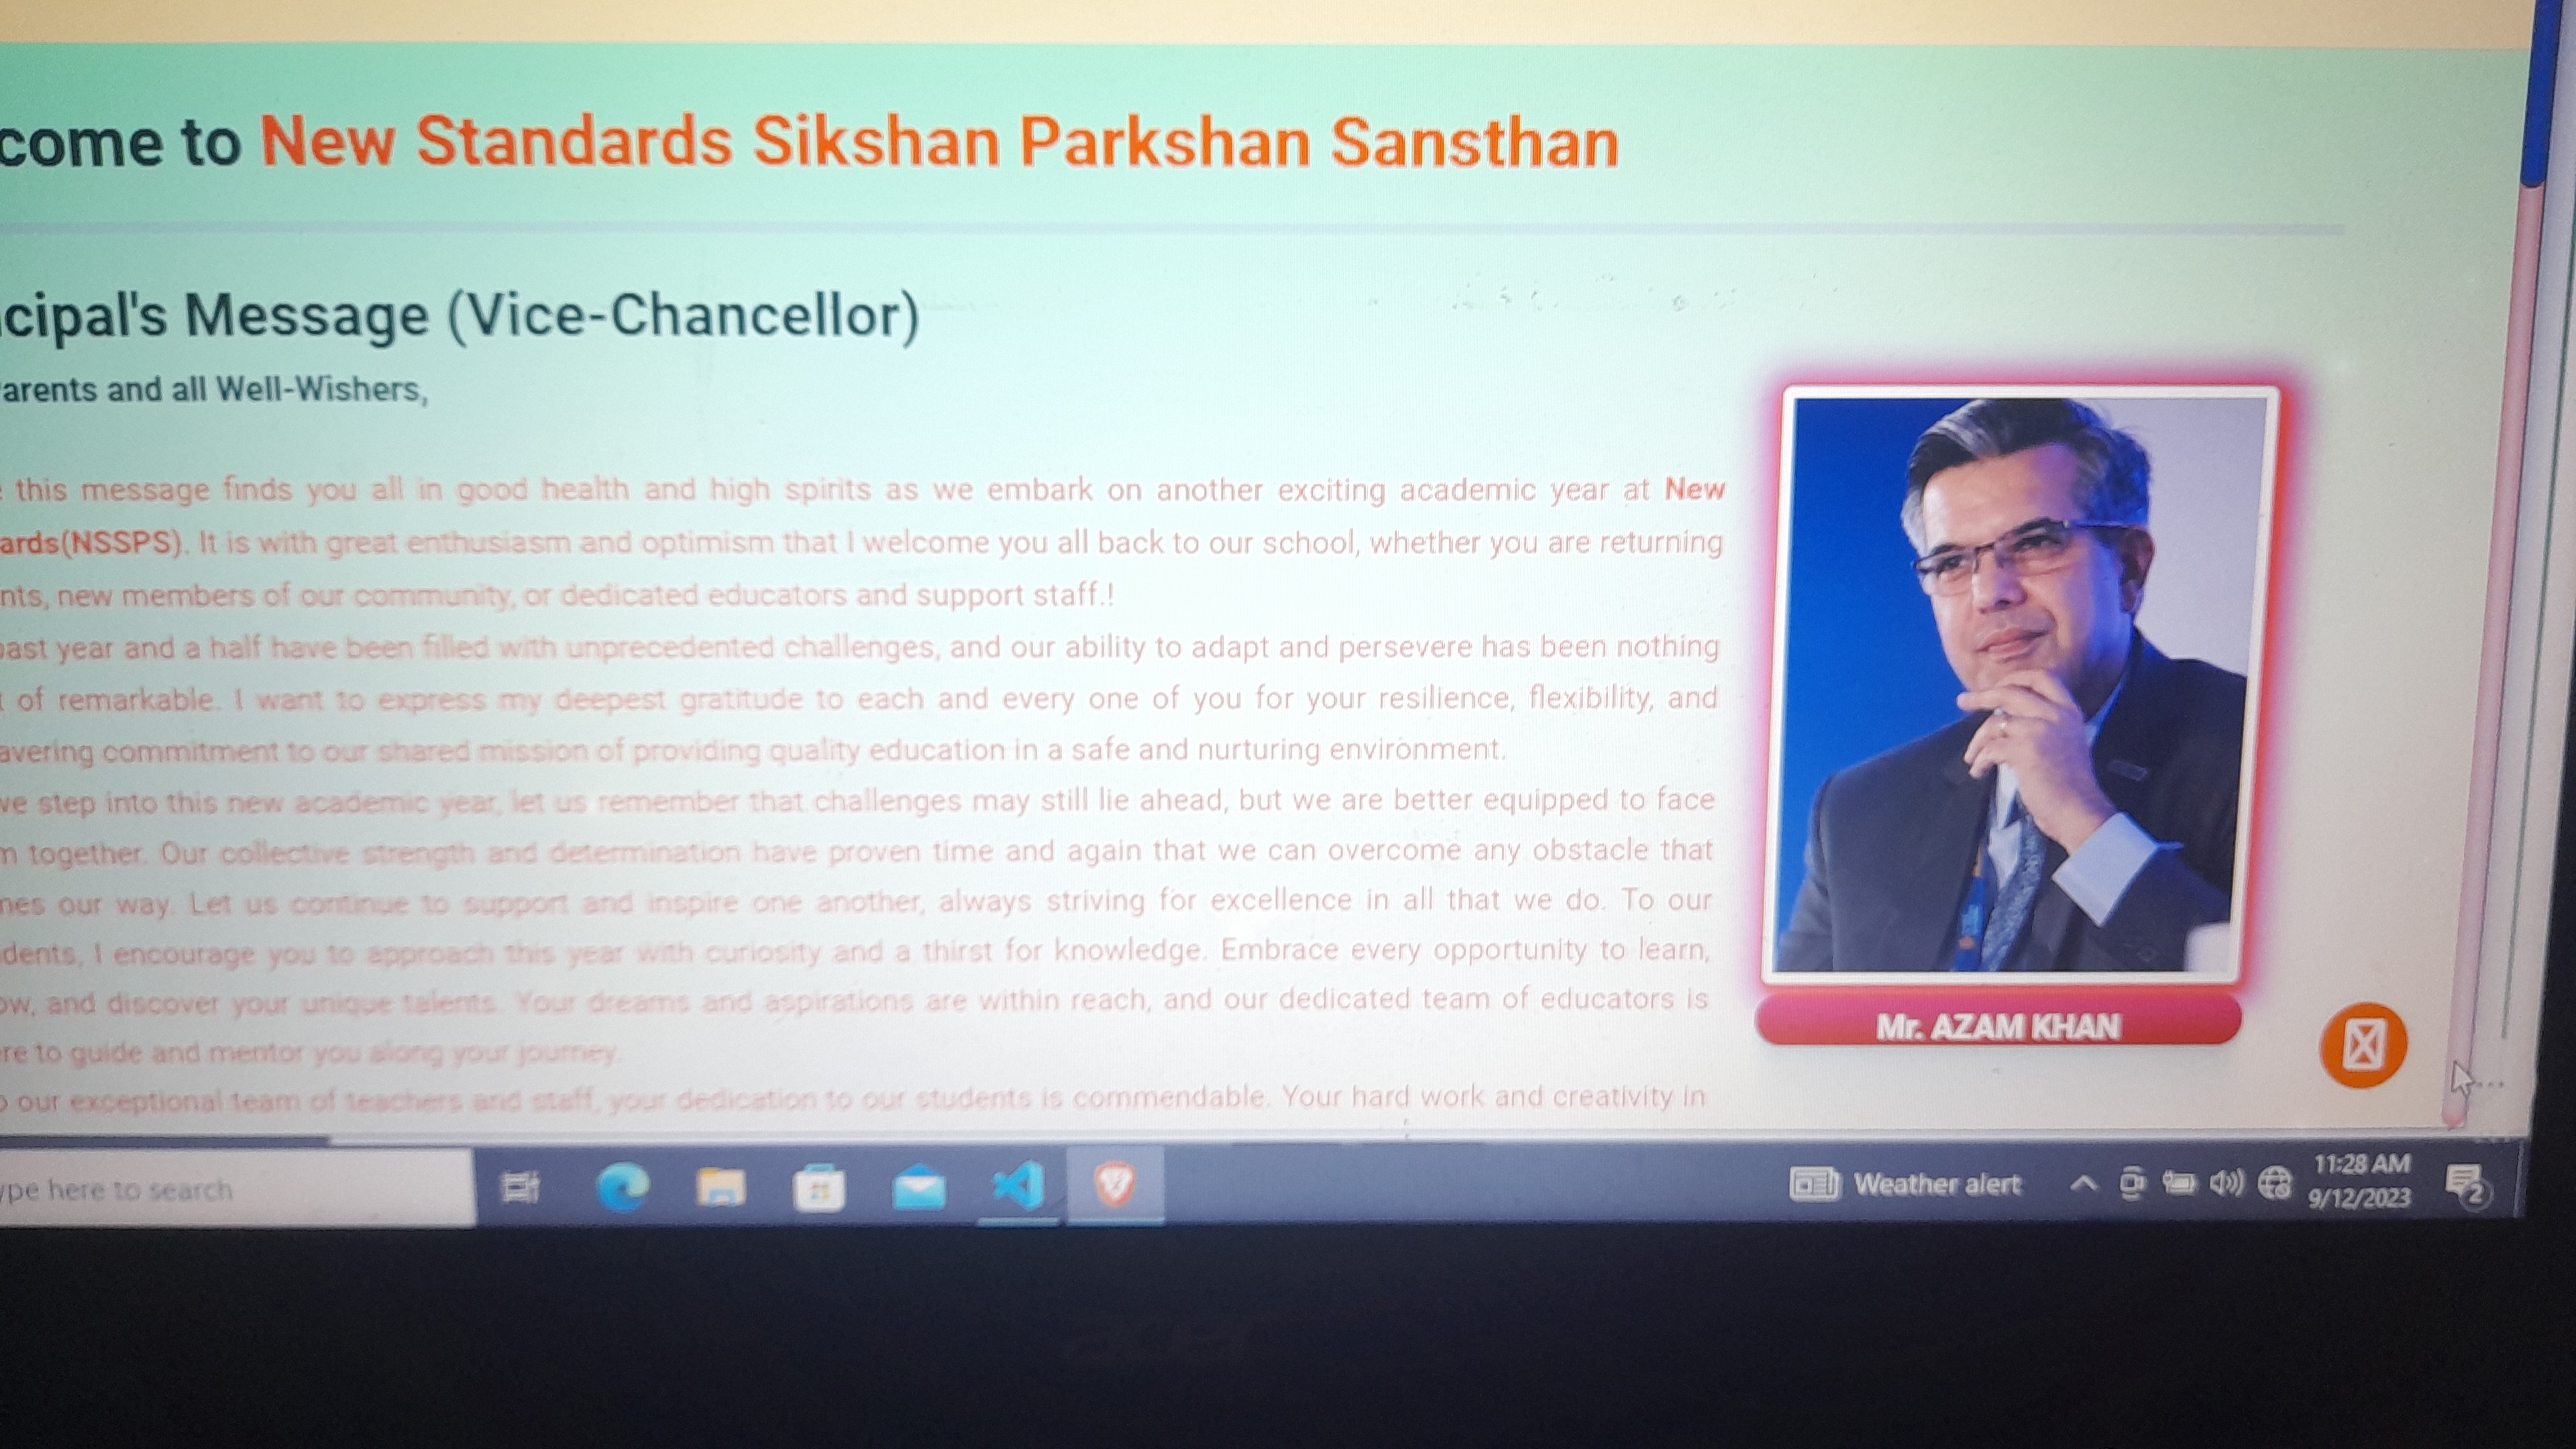 come to New Standards Sikshan Parkshan Sansthan
cipal's Message (Vice-Chancellor)
arents and all Well-Wishers,
this message finds you all in good health and high spirits as we embark on another exciting academic year at New
ards(NSSPS). It is with great enthusiasm and optimism that I welcome you all back to our school, whether you are returning
nts, new members of our community, or dedicated educators and support staff.!
past year and a half have been filled with unprecedented challenges, and our ability to adapt and persevere has been nothing
t of remarkable. I want to express my deepest gratitude to each and every one of you for your resilience, flexibility, and
avering commitment to our shared mission of providing quality education in a safe and nurturing environment.
we step into this new academic year, let us remember that challenges may still lie ahead, but we are better equipped to face
m together. Our collective strength and determination have proven time and again that we can overcome any obstacle that
mes our way. Let us continue to support and inspire one another, always striving for excellence in all that we do. To our
dents, I encourage you to approach this year with curiosity and a thirst for knowledge. Embrace every opportunity to learn,
ow, and discover your unique talents. Your dreams and aspirations are within reach, and our dedicated team of educators is
re to guide and mentor you along your journey.
o our exceptional team of teachers and staff, your dedication to our students is commendable. Your hard work and creativity in
Mr. AZAM KHAN
ype here to search
Weather alert
11:28 AM
9/12/2023
2